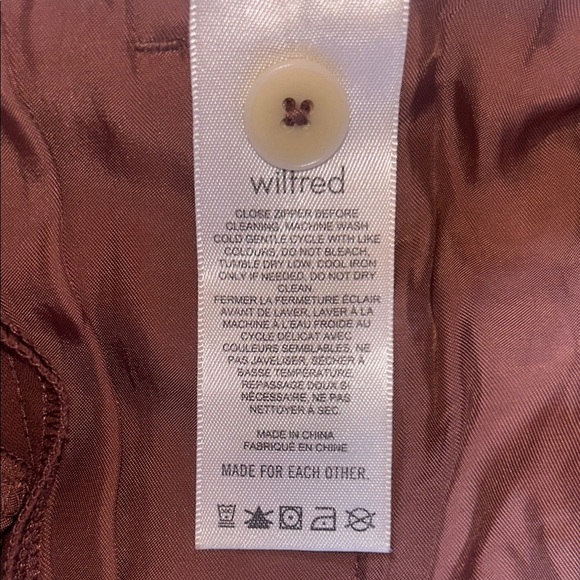 wilfred
CLOSE ZIPPER BEFORE
CLEANING, MACHINE WASH
COLD GENTLE CYCLE WITH LIKE
COLOURS, DO NOT BLEACH,
TUMBLE DRY LOW, COOL IRON
ONLY IF NEEDED, DO NOT DRY
CLEAN.
FERMER LA FERMETURE ÉCLAIR
AVANT DE LAVER, LAVER À LA
MACHINE À L'EAU FROIDE AU
CYCLE DÉLICAT AVEC
COULEURS SEMBLABLES, NE
PAS JAVELISER, SÉCHER À
BASSE TEMPÉRATURE,
REPASSAGE DOUX SI
NÉCESSAIRE, NE PAS
NETTOYER À SEC.
MADE IN CHINA
FABRIQUÉ EN CHINE
MADE FOR EACH OTHER.